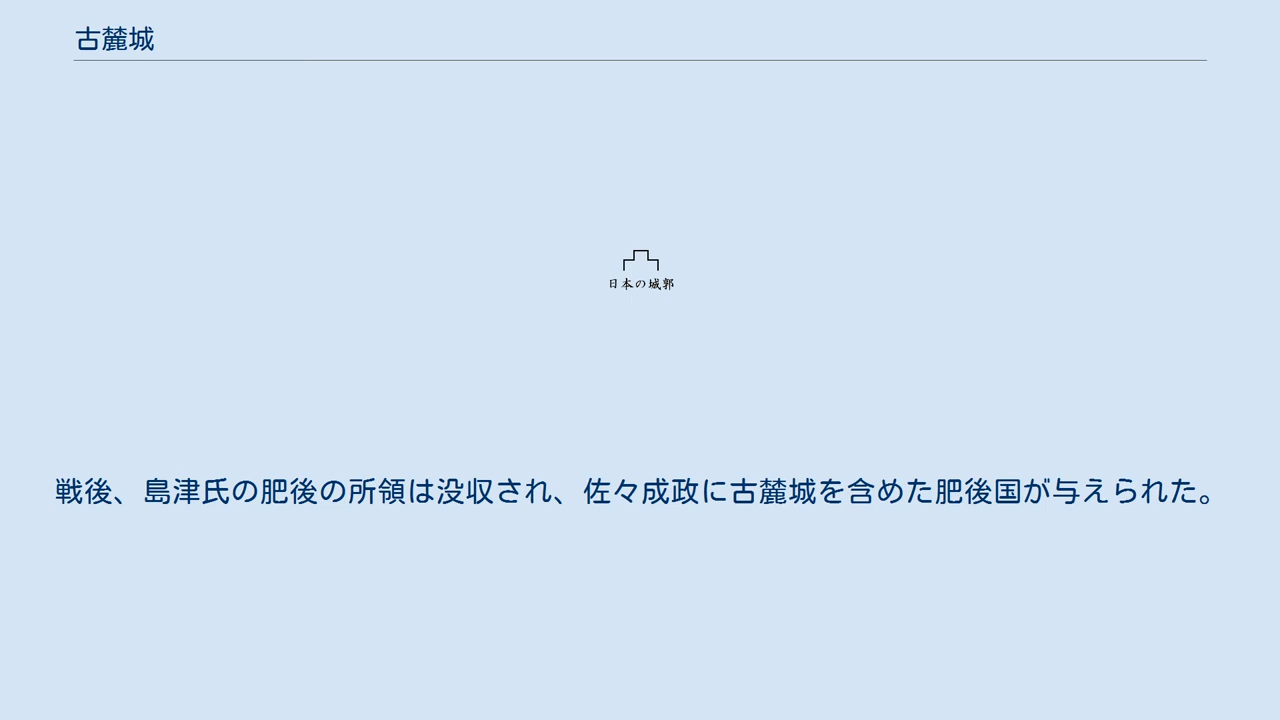 古麓城
日本の城郭
戦後、島津氏の肥後の所領は没収され、佐々成政に古麓城を含めた肥後国が与えられた。